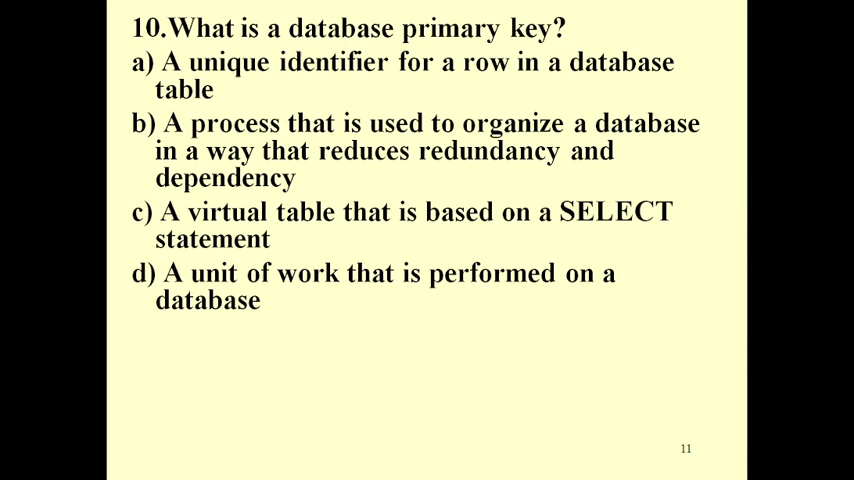 10.What is a database primary key?
a) A unique identifier for a row in a database
table
b) A process that is used to organize a database
in a way that reduces redundancy and
dependency
c) A virtual table that is based on a SELECT
statement
d) A unit of work that is performed on a
database
11